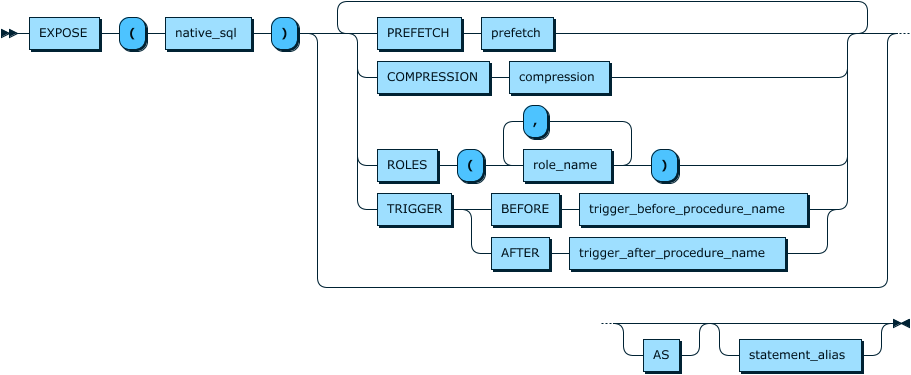 EXPOSE ( native_sql ) PREFETCH prefetch
COMPRESSION compression
,
ROLES ( role_name )
TRIGGER BEFORE trigger_before_procedure_name
AFTER trigger_after_procedure_name
AS statement_alias